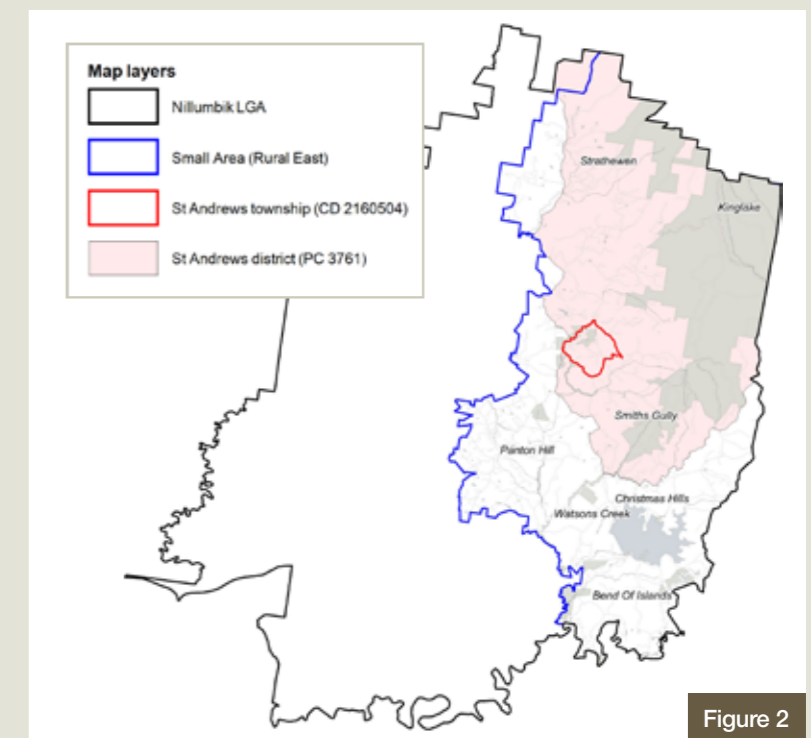 Map layers
Nillumbik LGA
Small Area (Rural East)
St Andrews township (CD 2160504)
St Andrews district (PC 3761)
Strathewen
Kinglake
Smiths Gully
Panton Hill
Christmas Hills
Watsons Creek
Bend Of Islands
Figure 2